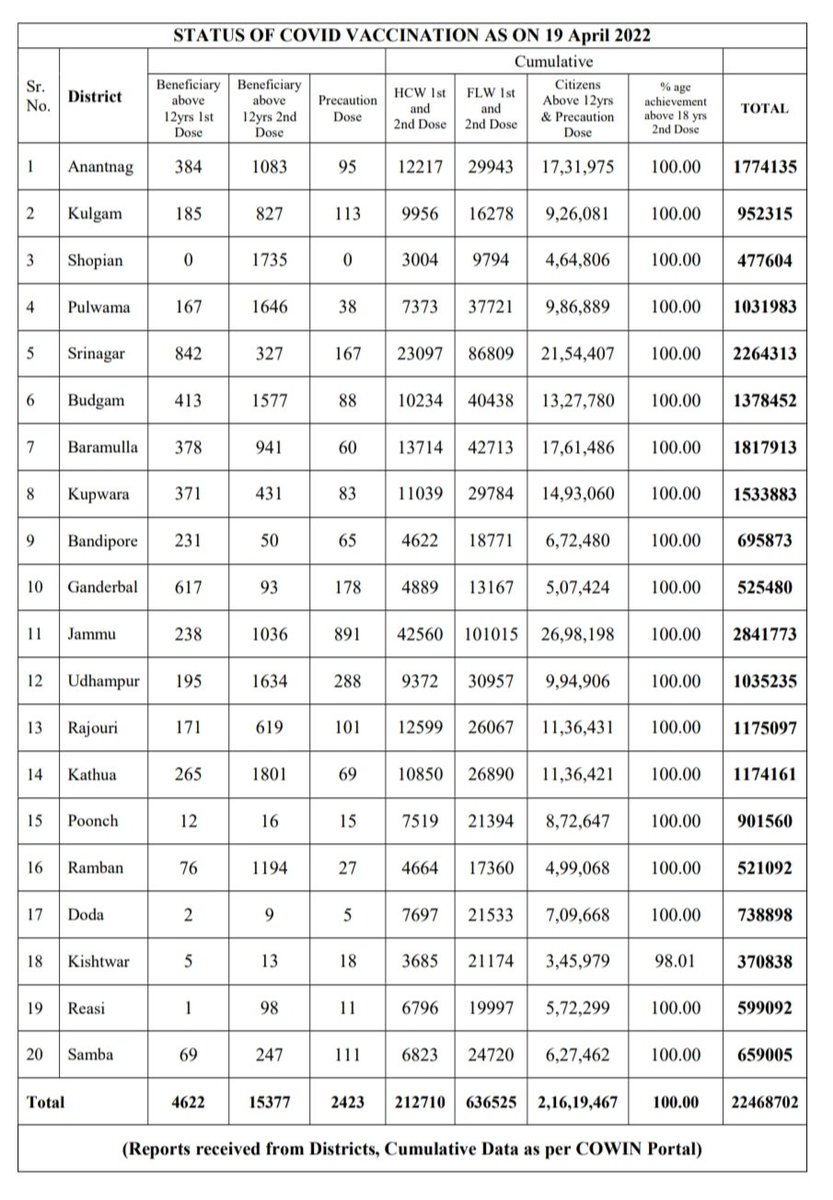 STATUS OF COVID VACCINATION AS ON 19 April 2022
Sr. No. District Beneficiary above 12yrs 1st Dose Beneficiary above 12yrs 2nd Dose Precaution Dose Cumulative HCW 1st and 2nd Dose FLW 1st and 2nd Dose Citizens Above 12yrs & Precaution Dose % age achievement above 18 yrs 2nd Dose TOTAL
1 Anantnag 384 1083 95 12217 29943 17,31,975 100.00 1774135
2 Kulgam 185 827 113 9956 16278 9,26,081 100.00 952315
3 Shopian 0 1735 0 3004 9794 4,64,806 100.00 477604
4 Pulwama 167 1646 38 7373 37721 9,86,889 100.00 1031983
5 Srinagar 842 327 167 23097 86809 21,54,407 100.00 2264313
6 Budgam 413 1577 88 10234 40438 13,27,780 100.00 1378452
7 Baramulla 378 941 60 13714 42713 17,61,486 100.00 1817913
8 Kupwara 371 431 83 11039 29784 14,93,060 100.00 1533883
9 Bandipore 231 50 65 4622 18771 6,72,480 100.00 695873
10 Ganderbal 617 93 178 4889 13167 5,07,424 100.00 525480
11 Jammu 238 1036 891 42560 101015 26,98,198 100.00 2841773
12 Udhampur 195 1634 288 9372 30957 9,94,906 100.00 1035235
13 Rajouri 171 619 101 12599 26067 11,36,431 100.00 1175097
14 Kathua 265 1801 69 10850 26890 11,36,421 100.00 1174161
15 Poonch 12 16 15 7519 21394 8,72,647 100.00 901560
16 Ramban 76 1194 27 4664 17360 4,99,068 100.00 521092
17 Doda 2 9 5 7697 21533 7,09,668 100.00 738898
18 Kishtwar 5 13 18 3685 21174 3,45,979 98.01 370838
19 Reasi 1 98 11 6796 19997 5,72,299 100.00 599092
20 Samba 69 247 111 6823 24720 6,27,462 100.00 659005
Total 4622 15377 2423 212710 636525 2,16,19,467 100.00 22468702
(Reports received from Districts, Cumulative Data as per COWIN Portal)